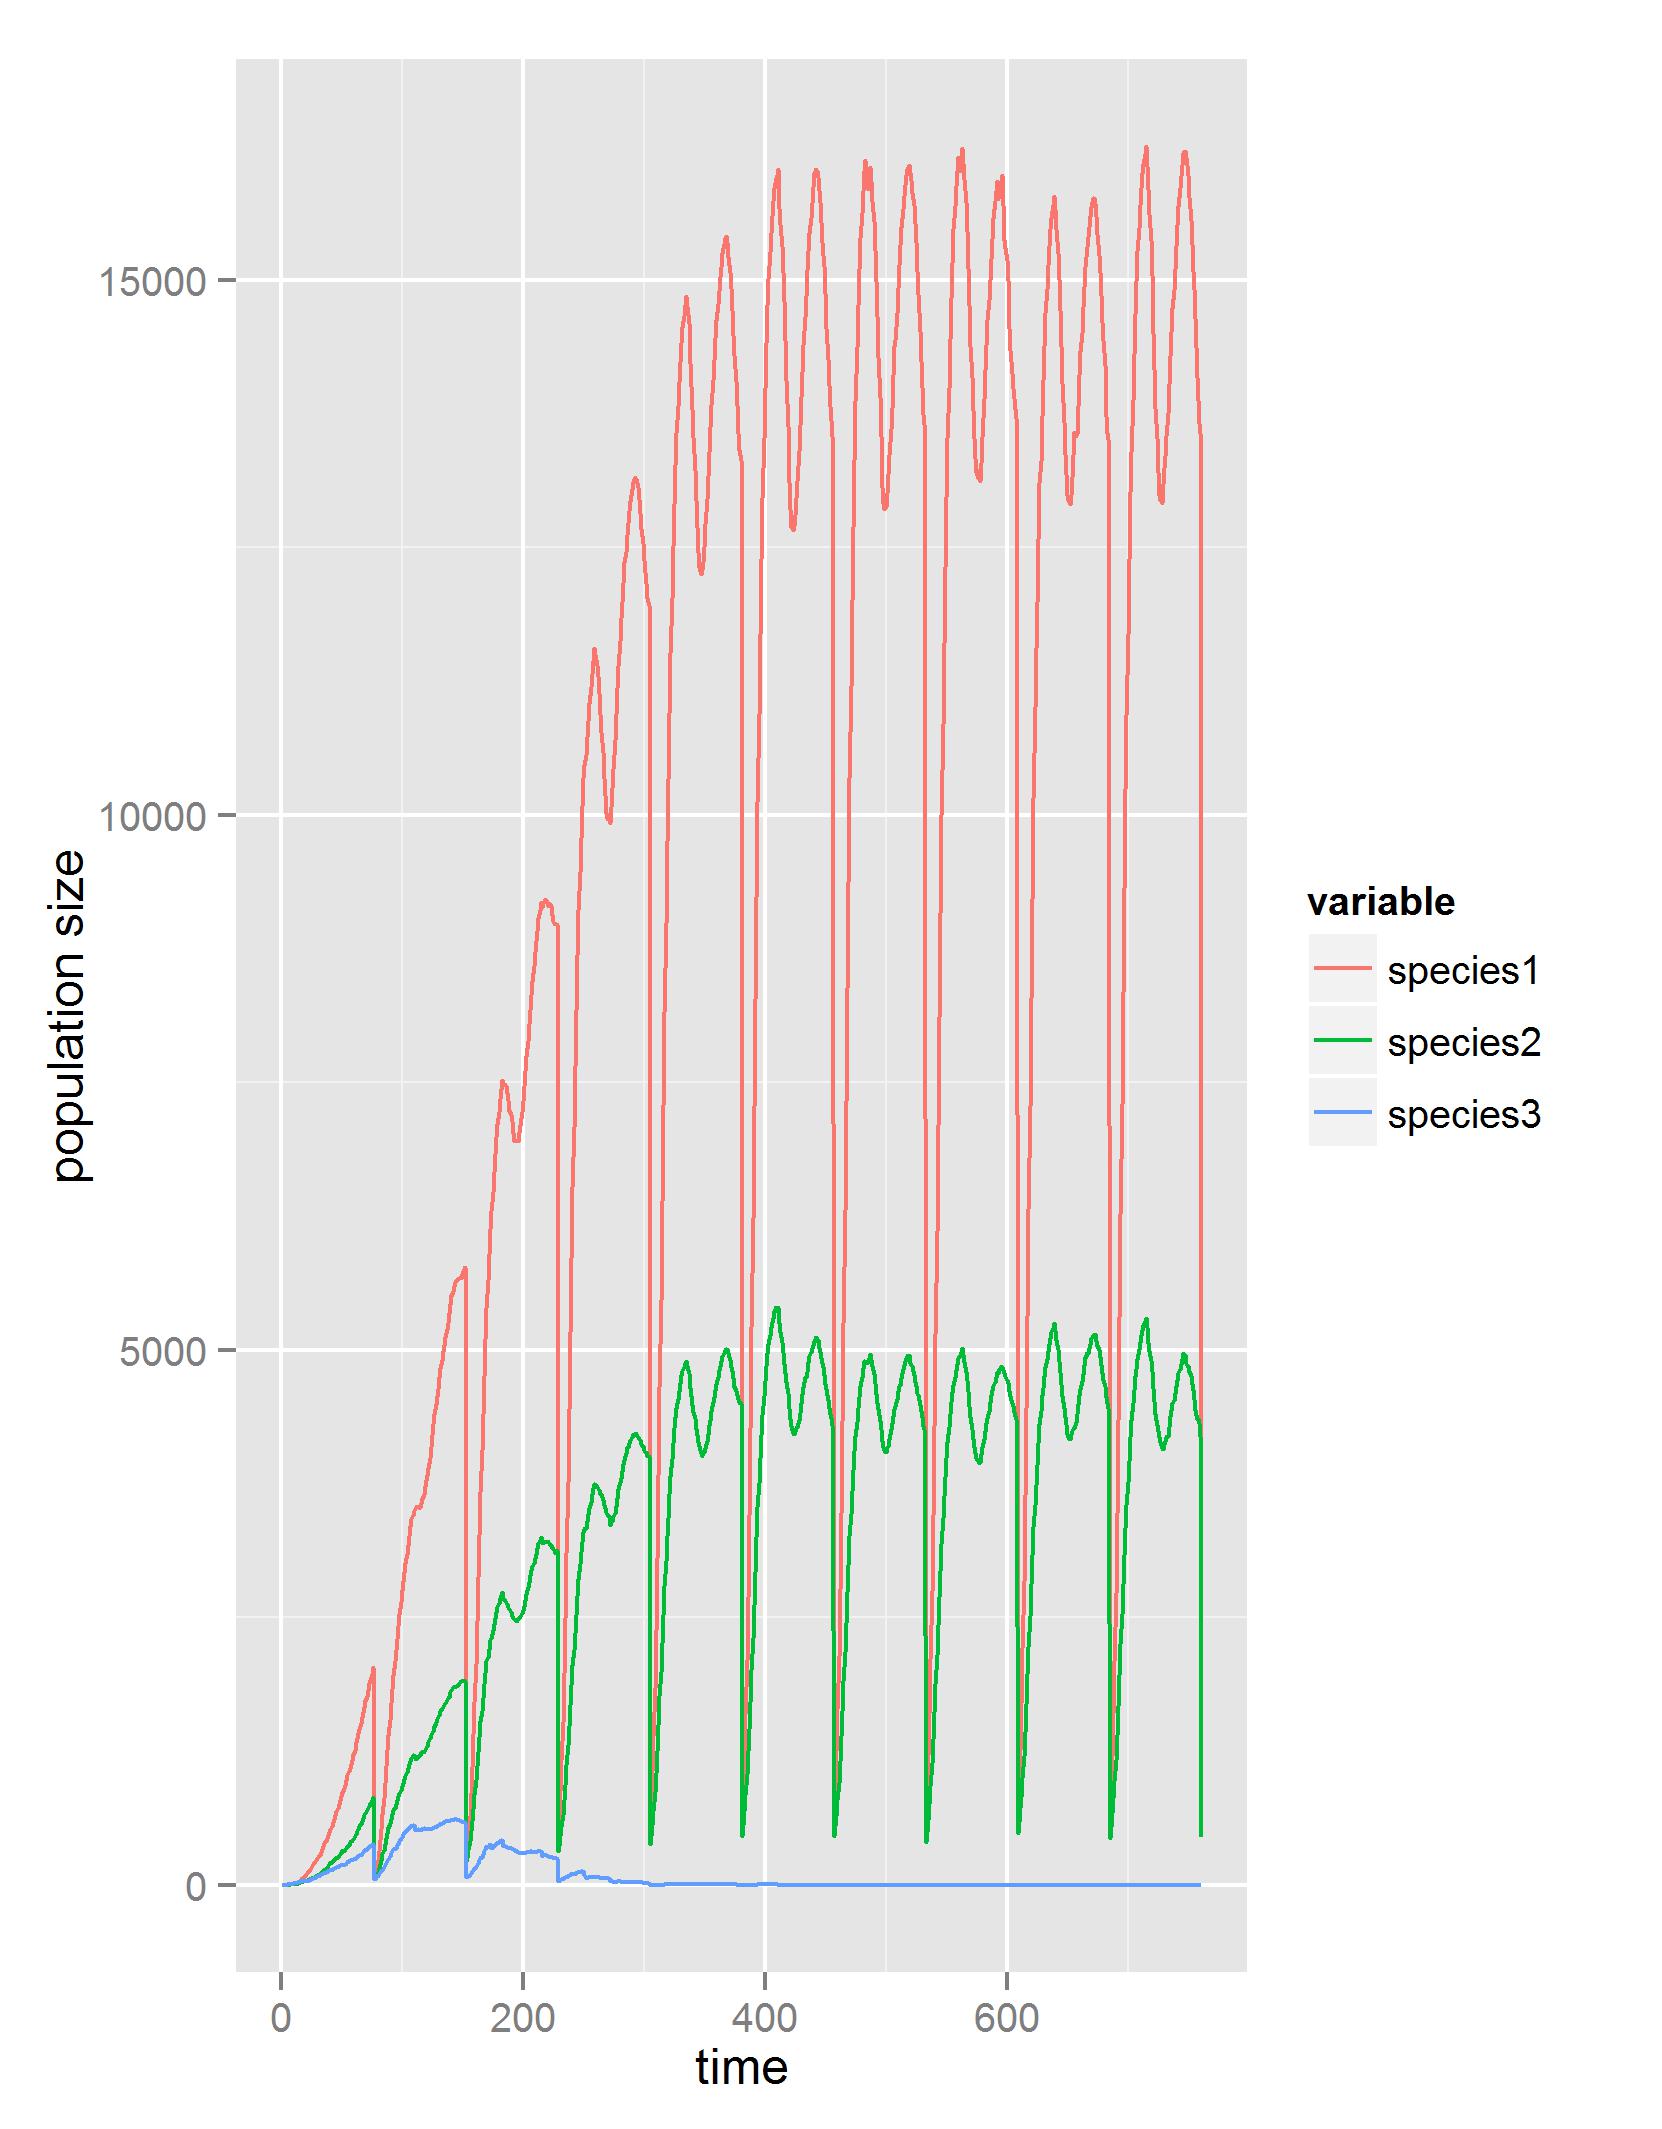 population size
15000
10000
5000
0
0
200
400
600
time
variable
species1
species2
species3